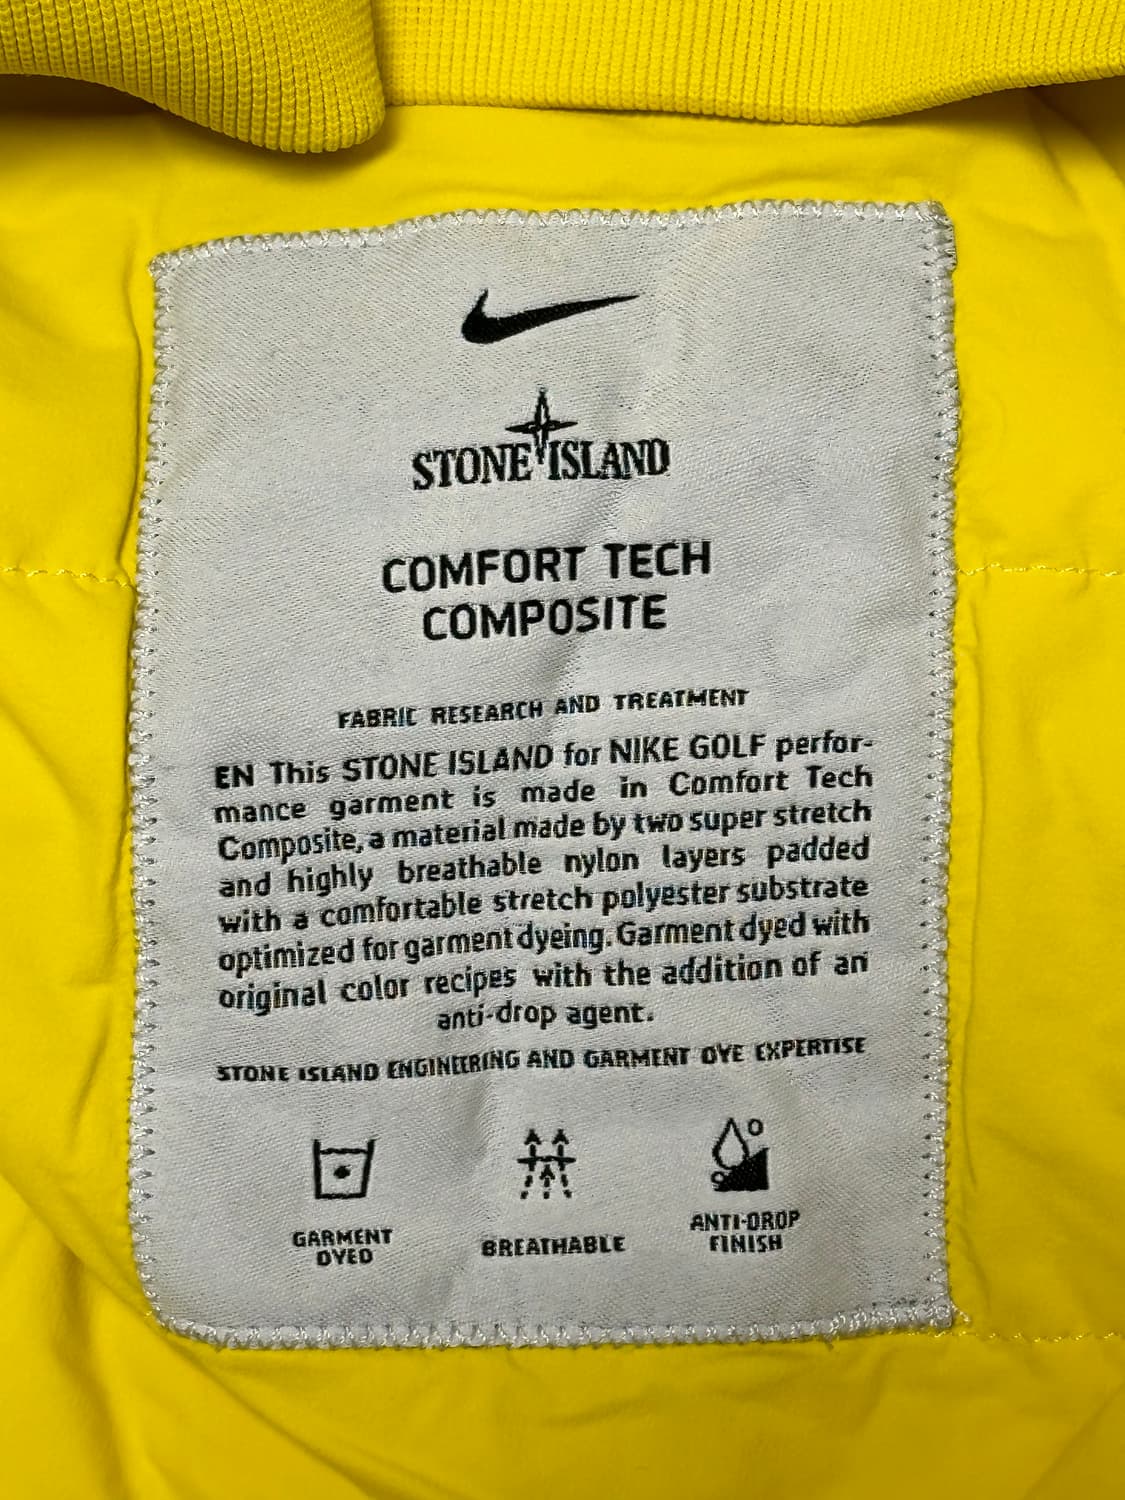 STONE ISLAND
COMFORT TECH
COMPOSITE
FABRIC RESEARCH AND TREATMENT
EN This STONE ISLAND for NIKE GOLF perfor-
mance garment is made in Comfort Tech
Composite, a material made by two super stretch
and highly breathable nylon layers padded
with a comfortable stretch polyester substrate
optimized for garment dyeing. Garment dyed with
original color recipes with the addition of an
anti-drop agent.
STONE ISLAND ENGINEERING AND GARMENT DYE EXPERTISE
GARMENT
DYED
BREATHABLE
ANTI-DROP
FINISH